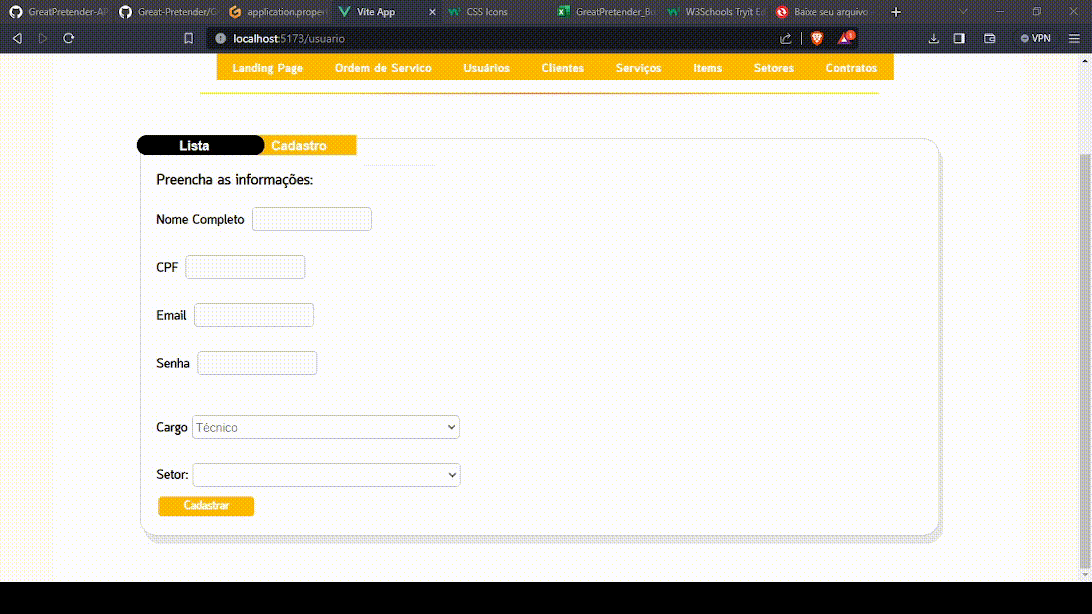 GreatPretender-AP
Great-Pretender/G
application.proper
Vite App
CSS Icons
GreatPretender_Bu
W3Schools Tryit Ed
Baixe seu arquivo
localhost:5173/usuario
VPN
Landing Page Ordem de Servico Usuários Clientes Serviços Items Setores Contratos
Lista Cadastro
Preencha as informações:
Nome Completo
CPF
Email
Senha
Cargo Técnico
Setor:
Cadastrar